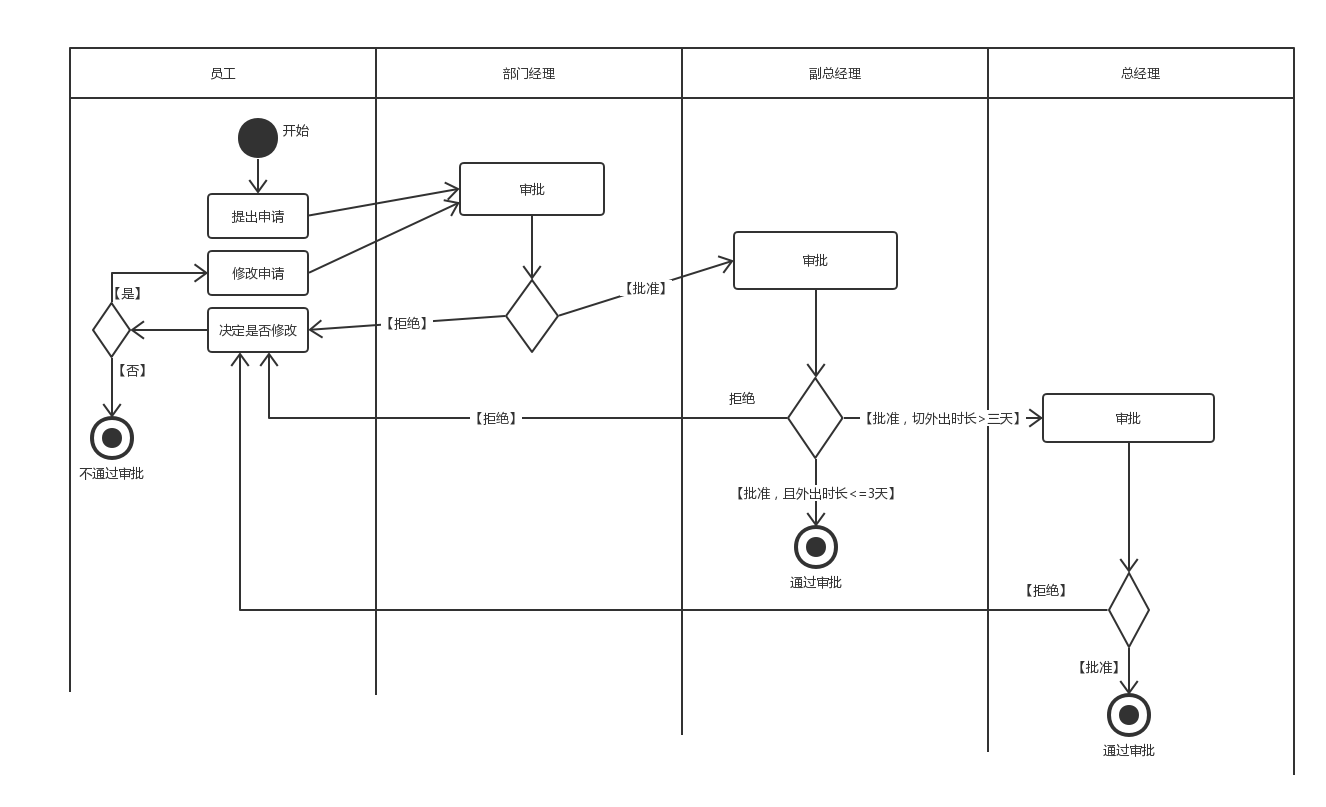 员工
部门经理
副总经理
总经理
开始
提出申请
修改申请
决定是否修改
【是】
【否】
不通过审批
审批
【拒绝】
【批准】
审批
拒绝
【拒绝】
【批准，切外出时长>三天】
【批准，且外出时长<=3天】
通过审批
审批
【拒绝】
【批准】
通过审批